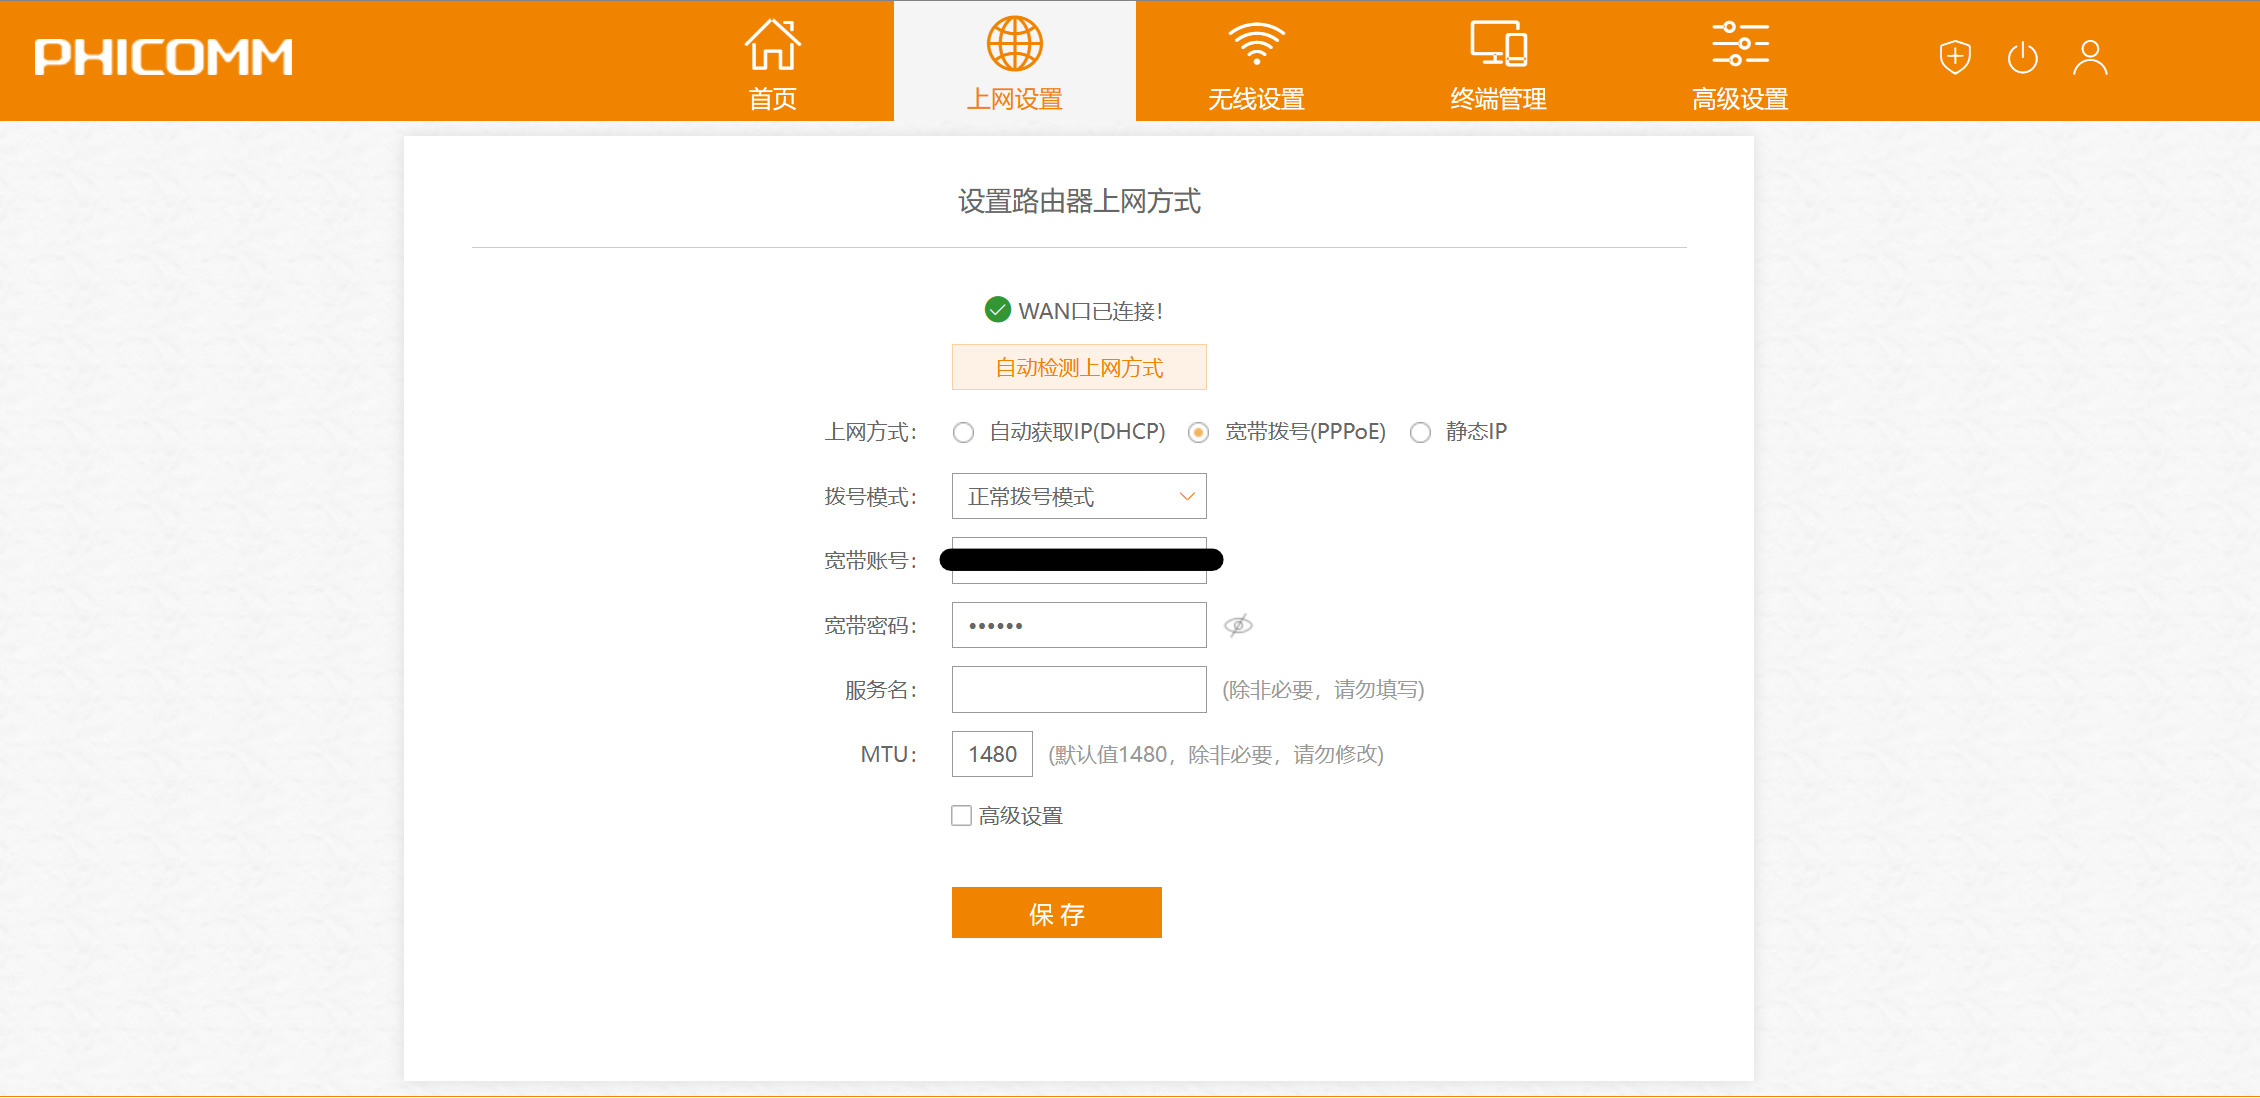 PHICOMM
首页
上网设置
无线设置
终端管理
高级设置
设置路由器上网方式
WAN口已连接!
自动检测上网方式
上网方式: 自动获取IP(DHCP) 宽带拨号(PPPoE) 静态IP
拨号模式: 正常拨号模式
宽带账号:
宽带密码: ••••••
服务名: (除非必要，请勿填写)
MTU: 1480 (默认值1480，除非必要，请勿修改)
高级设置
保 存